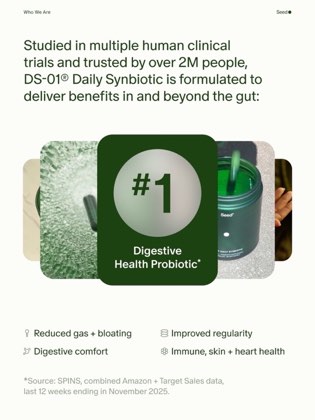 Who We Are
Seed
Studied in multiple human clinical
trials and trusted by over 2M people,
DS-01® Daily Synbiotic is formulated to
deliver benefits in and beyond the gut:
#1
Seed
Digestive
Health Probiotic*
Reduced gas + bloating
Improved regularity
Digestive comfort
Immune, skin + heart health
*Source: SPINS, combined Amazon + Target Sales data,
last 12 weeks ending in November 2025.